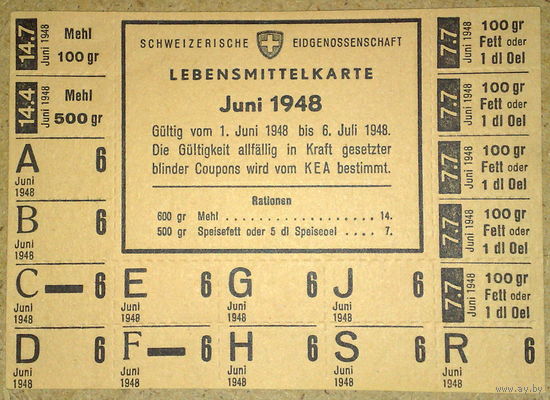 14.7
Juni 1948
Mehl
100 gr
14.4
Juni 1948
Mehl
500 gr
SCHWEIZERISCHE EIDGENOSSENSCHAFT
LEBENSMITTELKARTE
Juni 1948
Gültig vom 1. Juni 1948 bis 6. Juli 1948.
Die Gültigkeit allfällig in Kraft gesetzter
blinder Coupons wird vom KEA bestimmt.
Rationen
600 gr Mehl . . . . . . . . . . . . . . . . . . . 14.
500 gr Speisefett oder 5 dl Speiseoel . . . . 7.
7.7
Juni 1948
100 gr
Fett oder
1 dl Oel
7.7
Juni 1948
100 gr
Fett oder
1 dl Oel
7.7
Juni 1948
100 gr
Fett oder
1 dl Oel
7.7
Juni 1948
100 gr
Fett oder
1 dl Oel
7.7
Juni 1948
100 gr
Fett oder
1 dl Oel
A 6
Juni
1948
B 6
Juni
1948
C — 6
Juni
1948
E 6
Juni
1948
G 6
Juni
1948
J 6
Juni
1948
D 6
Juni
1948
F — 6
Juni
1948
H 6
Juni
1948
S 6
Juni
1948
R 6
Juni
1948
www.ay.by